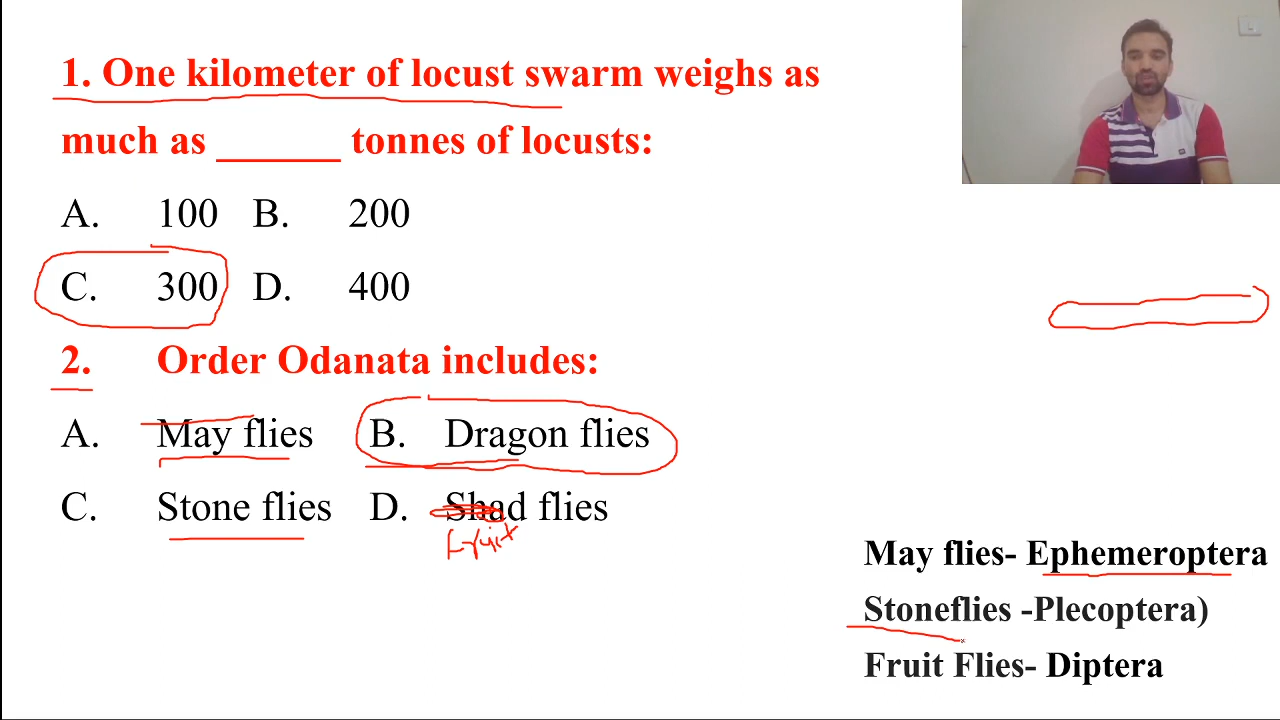 1. One kilometer of locust swarm weighs as
much as ______ tonnes of locusts:
A. 100 B. 200
C. 300 D. 400
2. Order Odanata includes:
A. May flies B. Dragon flies
C. Stone flies D. Shad flies
Fruit
May flies- Ephemeroptera
Stoneflies -Plecoptera)
Fruit Flies- Diptera